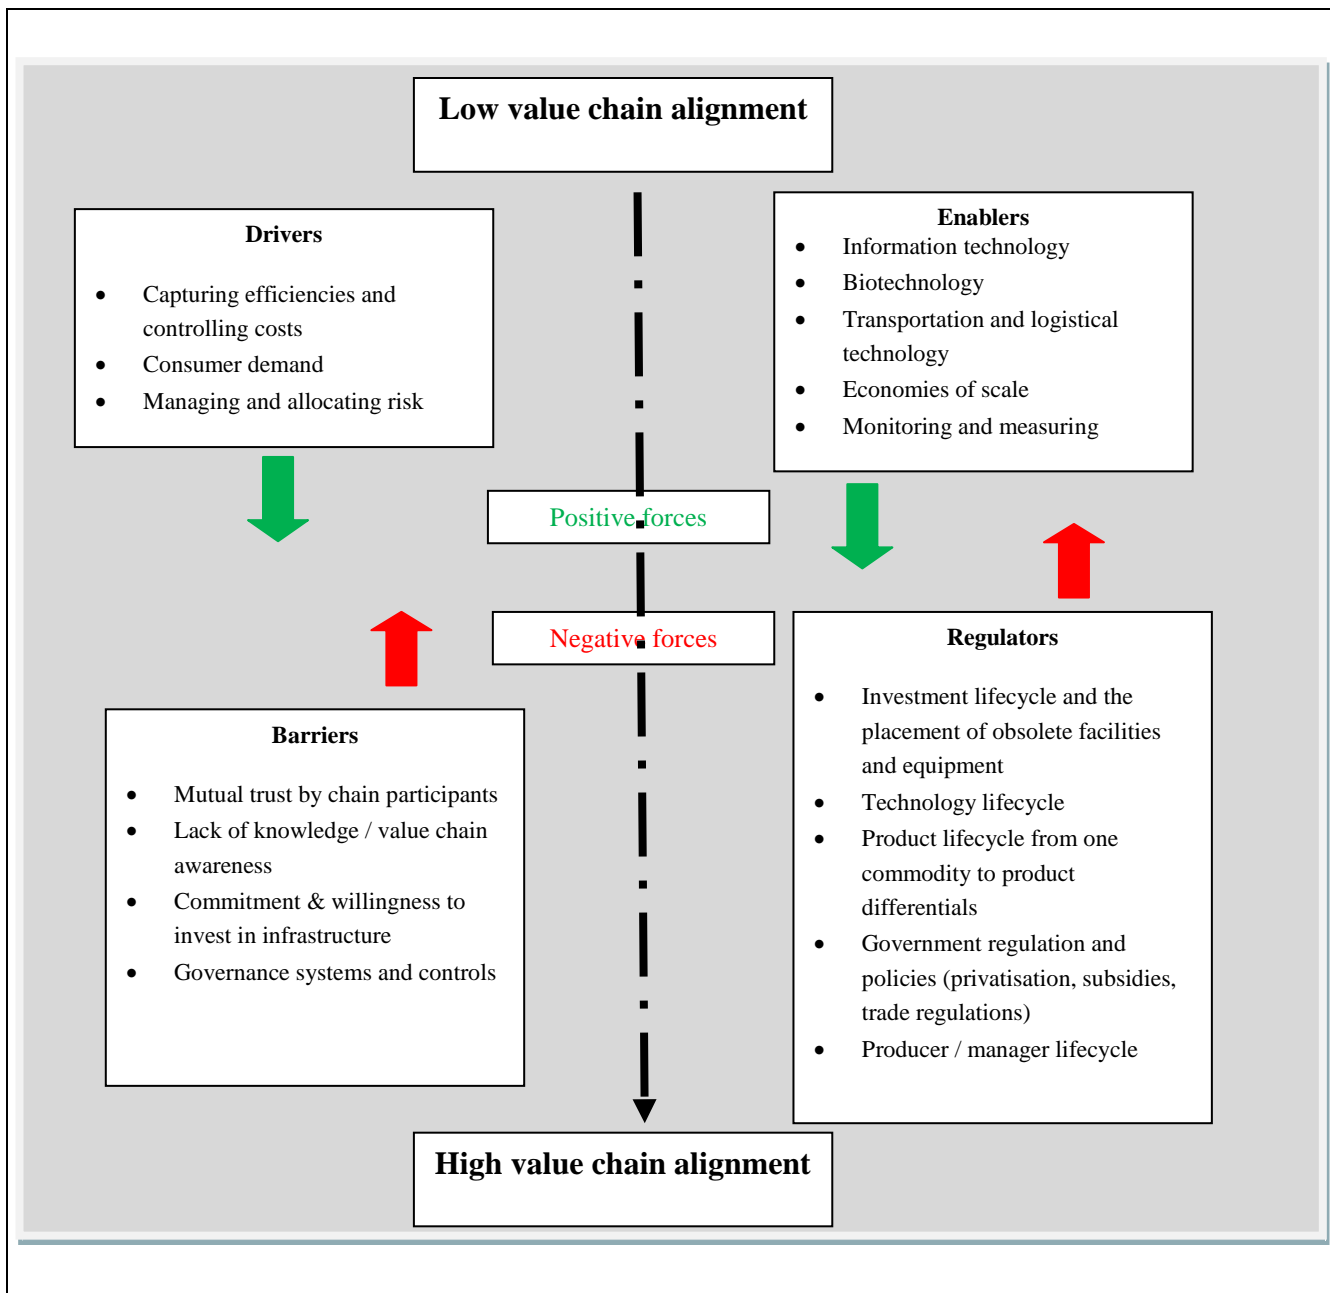 Low value chain alignment
Drivers
• Capturing efficiencies and
controlling costs
• Consumer demand
• Managing and allocating risk
Enablers
• Information technology
• Biotechnology
• Transportation and logistical
technology
• Economies of scale
• Monitoring and measuring
Positive forces
Negative forces
Barriers
• Mutual trust by chain participants
• Lack of knowledge / value chain
awareness
• Commitment & willingness to
invest in infrastructure
• Governance systems and controls
Regulators
• Investment lifecycle and the
placement of obsolete facilities
and equipment
• Technology lifecycle
• Product lifecycle from one
commodity to product
differentials
• Government regulation and
policies (privatisation, subsidies,
trade regulations)
• Producer / manager lifecycle
High value chain alignment